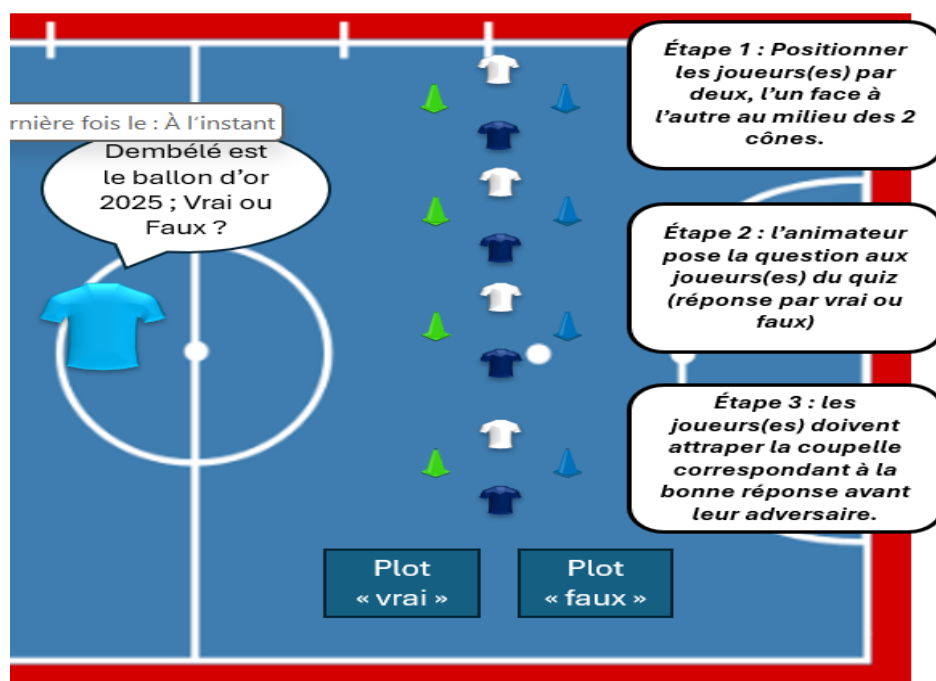 rnière fois le : À l'instant
Dembélé est
le ballon d'or
2025 ; Vrai ou
Faux ?
Étape 1 : Positionner
les joueurs(es) par
deux, l'un face à
l'autre au milieu des 2
cônes.
Étape 2 : l'animateur
pose la question aux
joueurs(es) du quiz
(réponse par vrai ou
faux)
Étape 3 : les
joueurs(es) doivent
attraper la coupelle
correspondant à la
bonne réponse avant
leur adversaire.
Plot
« vrai »
Plot
« faux »